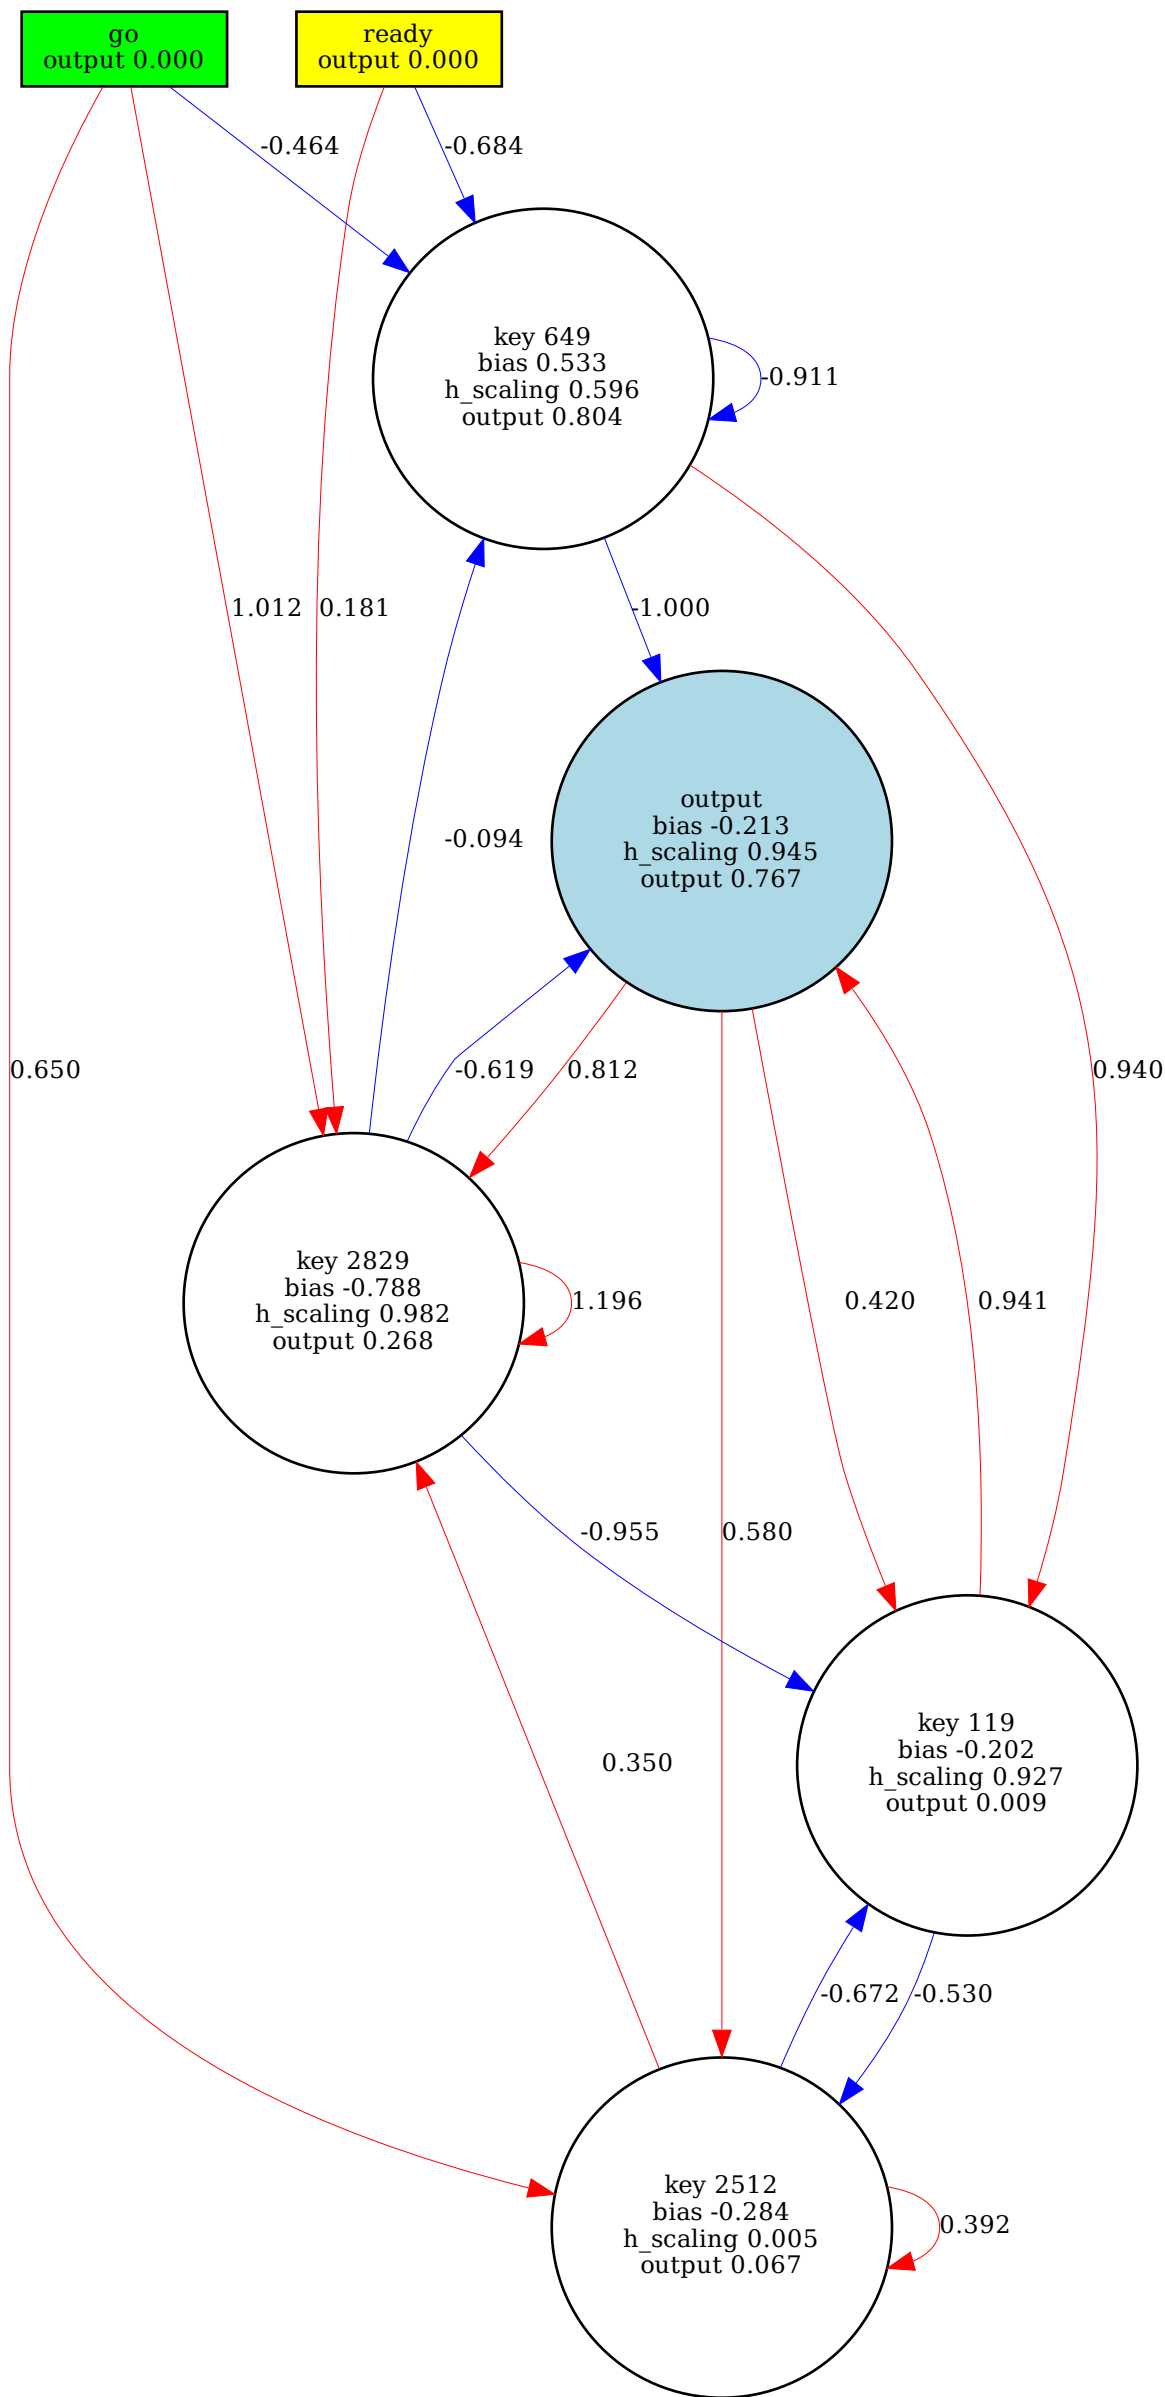 go
output 0.000
ready
output 0.000
-0.464
-0.684
key 649
bias 0.533
h_scaling 0.596
output 0.804
-0.911
1.012
0.181
-1.000
output
bias -0.213
h_scaling 0.945
output 0.767
-0.094
0.650
-0.619
0.812
0.940
key 2829
bias -0.788
h_scaling 0.982
output 0.268
1.196
0.420
0.941
-0.955
0.580
key 119
bias -0.202
h_scaling 0.927
output 0.009
0.350
-0.672
-0.530
key 2512
bias -0.284
h_scaling 0.005
output 0.067
0.392